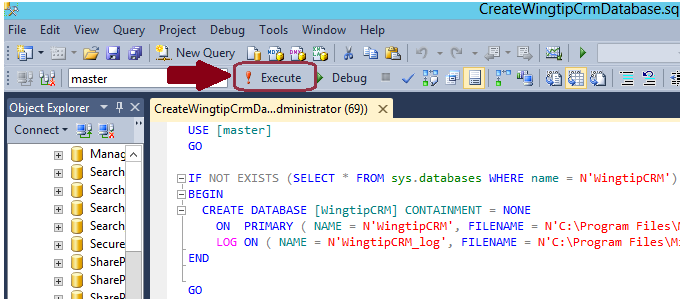 CreateWingtipCrmDatabase.sq
File Edit View Query Project Debug Tools Window Help
New Query MDX DMX
master Execute Debug
Object Explorer
CreateWingtipCrmDa...dministrator (69))
Connect
Manag
Search
Search
Search
Search
Secure
ShareP
ShareP
ShareP
USE [master]
GO
IF NOT EXISTS (SELECT * FROM sys.databases WHERE name = N'WingtipCRM')
BEGIN
CREATE DATABASE [WingtipCRM] CONTAINMENT = NONE
ON PRIMARY ( NAME = N'WingtipCRM', FILENAME = N'C:\Program Files\M
LOG ON ( NAME = N'WingtipCRM_log', FILENAME = N'C:\Program Files\Mi
END
GO